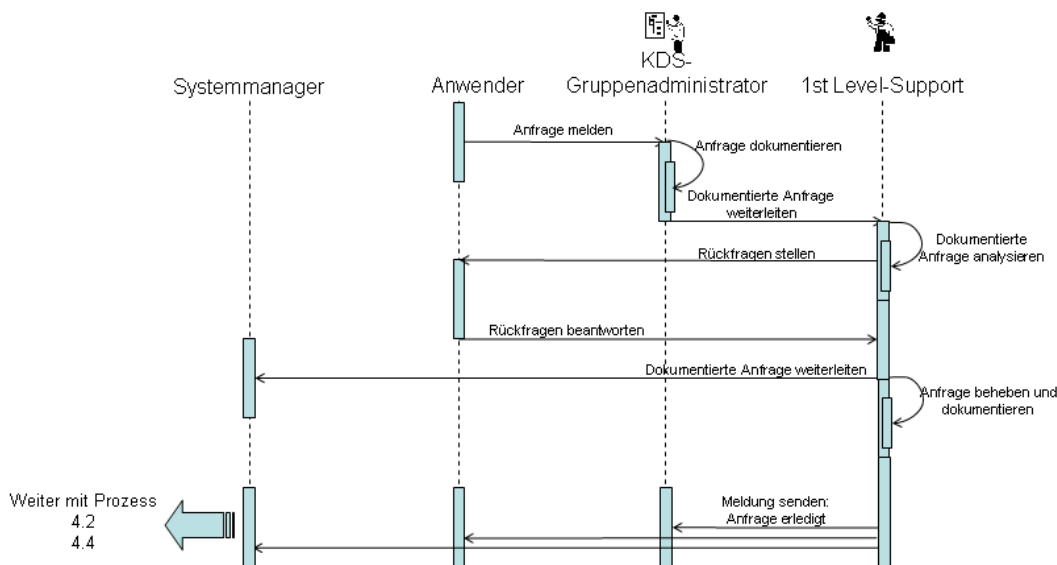 KDS-
Systemmanager
Anwender
Gruppenadministrator
1st Level-Support
Anfrage melden
Anfrage dokumentieren
Dokumentierte Anfrage
weiterleiten
Dokumentierte
Anfrage analysieren
Rückfragen stellen
Rückfragen beantworten
Dokumentierte Anfrage weiterleiten
Anfrage beheben und
dokumentieren
Weiter mit Prozess
4.2
4.4
Meldung senden:
Anfrage erledigt